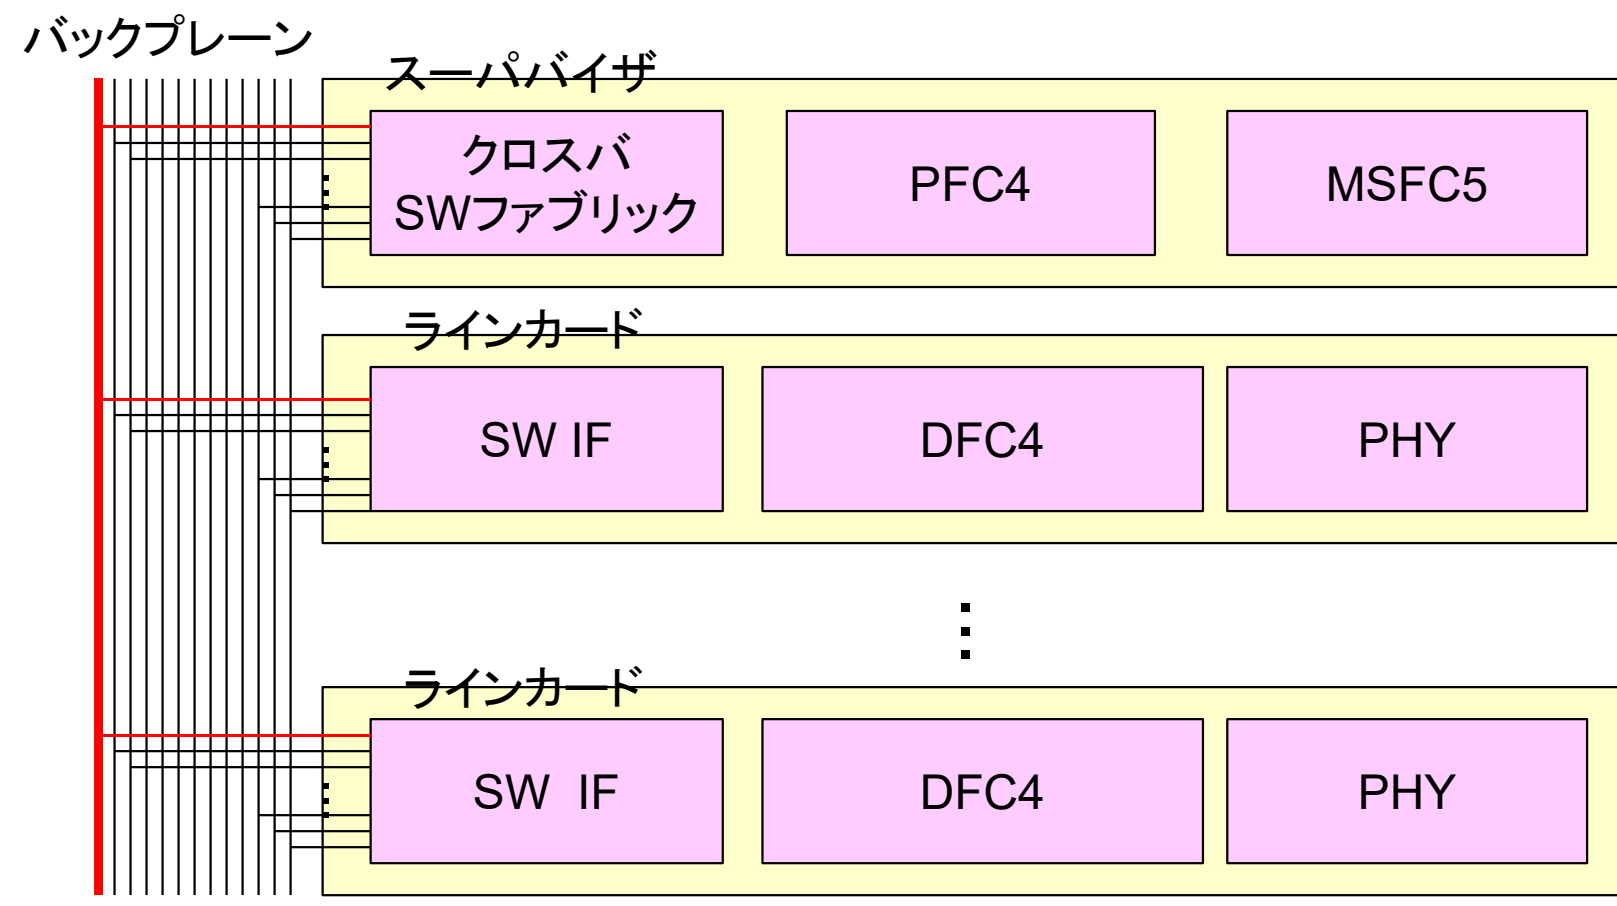 バックプレーン
スーパバイザ
クロスバ
SWファブリック
PFC4
MSFC5
ラインカード
SW IF
DFC4
PHY
ラインカード
SW IF
DFC4
PHY